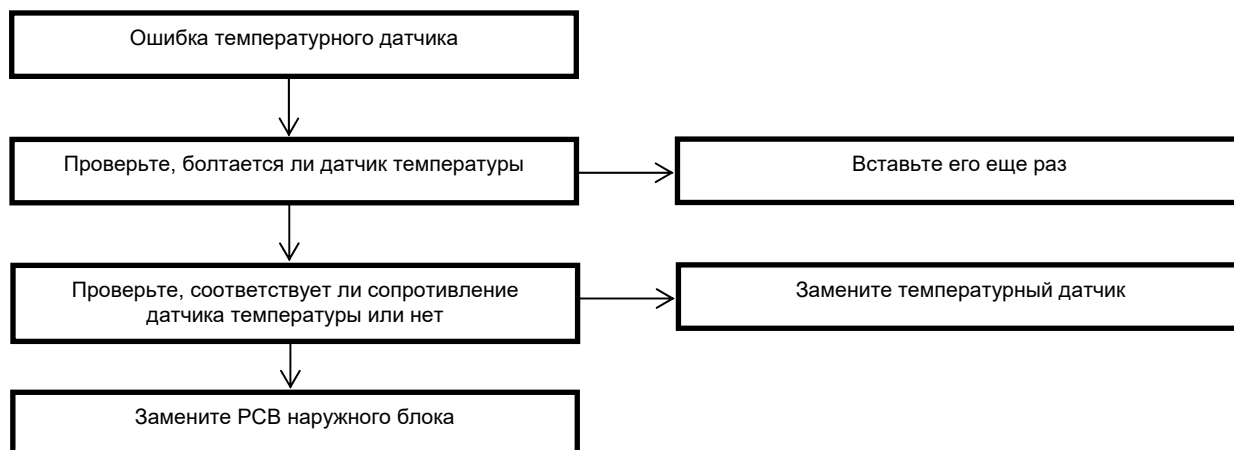 Ошибка температурного датчика
Проверьте, болтается ли датчик температуры
Вставьте его еще раз
Проверьте, соответствует ли сопротивление
датчика температуры или нет
Замените температурный датчик
Замените PCB наружного блока